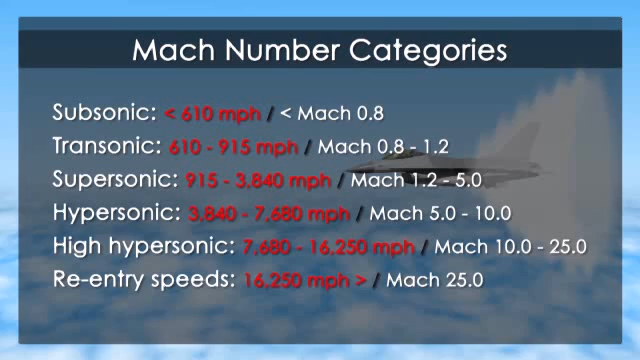 Mach Number Categories
Subsonic: < 610 mph / < Mach 0.8
Transonic: 610 - 915 mph / Mach 0.8 - 1.2
Supersonic: 915 - 3,840 mph / Mach 1.2 - 5.0
Hypersonic: 3,840 - 7,680 mph / Mach 5.0 - 10.0
High hypersonic: 7,680 - 16,250 mph / Mach 10.0 - 25.0
Re-entry speeds: 16,250 mph > / Mach 25.0